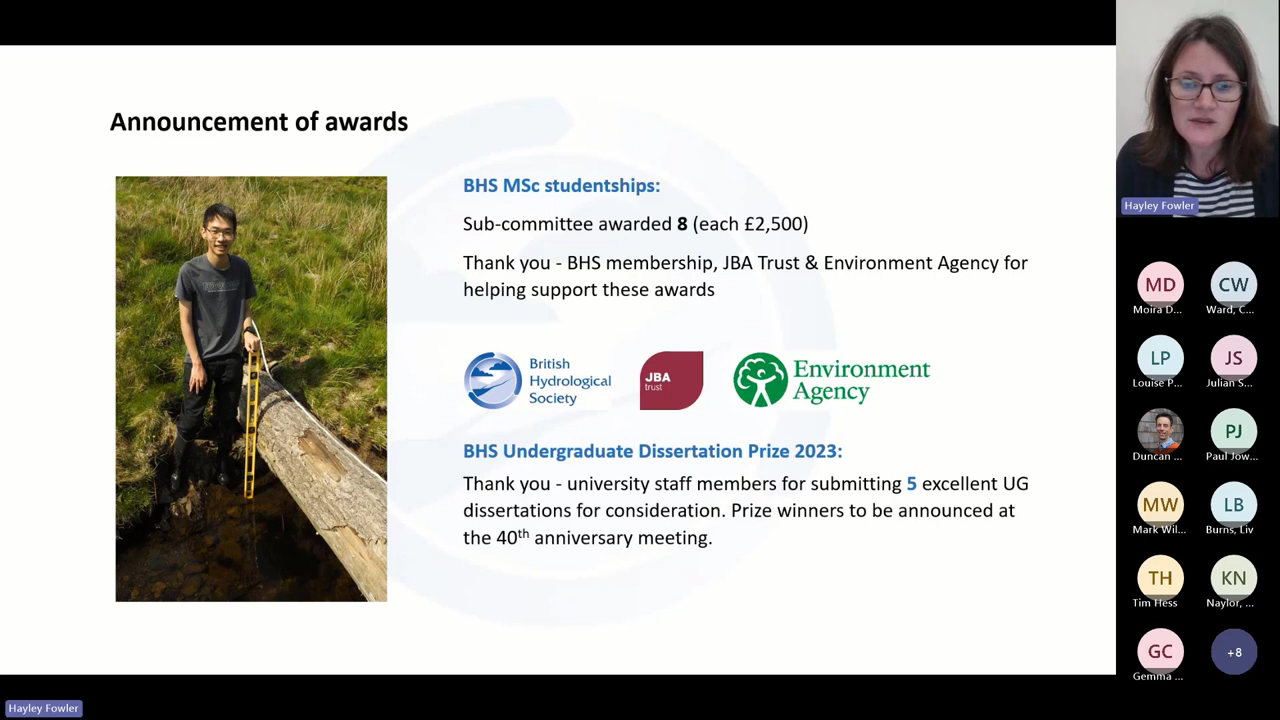 Announcement of awards
BHS MSc studentships:
Sub-committee awarded 8 (each £2,500)
Thank you - BHS membership, JBA Trust & Environment Agency for
helping support these awards
British
Hydrological
Society
JBA
trust
Environment
Agency
BHS Undergraduate Dissertation Prize 2023:
Thank you - university staff members for submitting 5 excellent UG
dissertations for consideration. Prize winners to be announced at
the 40th anniversary meeting.
Hayley Fowler
MD
Moira D...
CW
Ward, C...
LP
Louise P...
JS
Julian S...
Duncan ...
PJ
Paul Jow...
MW
Mark Wil...
LB
Burns, Liv
TH
Tim Hess
KN
Naylor, ...
GC
Gemma ...
+8
Hayley Fowler